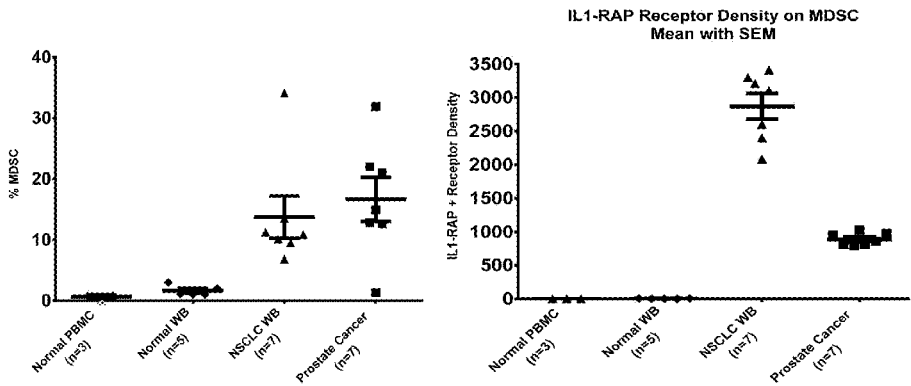 % MDSC
40
30
20
10
0
Normal PBMC
(n=3)
Normal WB
(n=5)
NSCLC WB
(n=7)
Prostate Cancer
(n=7)
IL1-RAP Receptor Density on MDSC
Mean with SEM
IL1-RAP + Receptor Density
3500
3000
2500
2000
1500
1000
500
0
Normal PBMC
(n=3)
Normal WB
(n=5)
NSCLC WB
(n=7)
Prostate Cancer
(n=7)